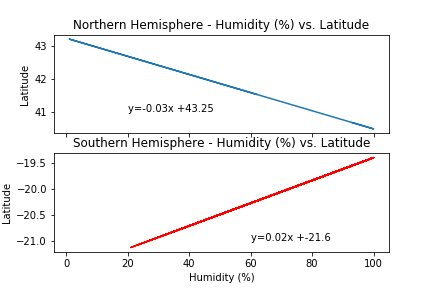 Northern Hemisphere - Humidity (%) vs. Latitude
43
42
41
Latitude
y=-0.03x +43.25
Southern Hemisphere - Humidity (%) vs. Latitude
−19.5
−20.0
−20.5
−21.0
Latitude
y=0.02x +-21.6
0 20 40 60 80 100
Humidity (%)